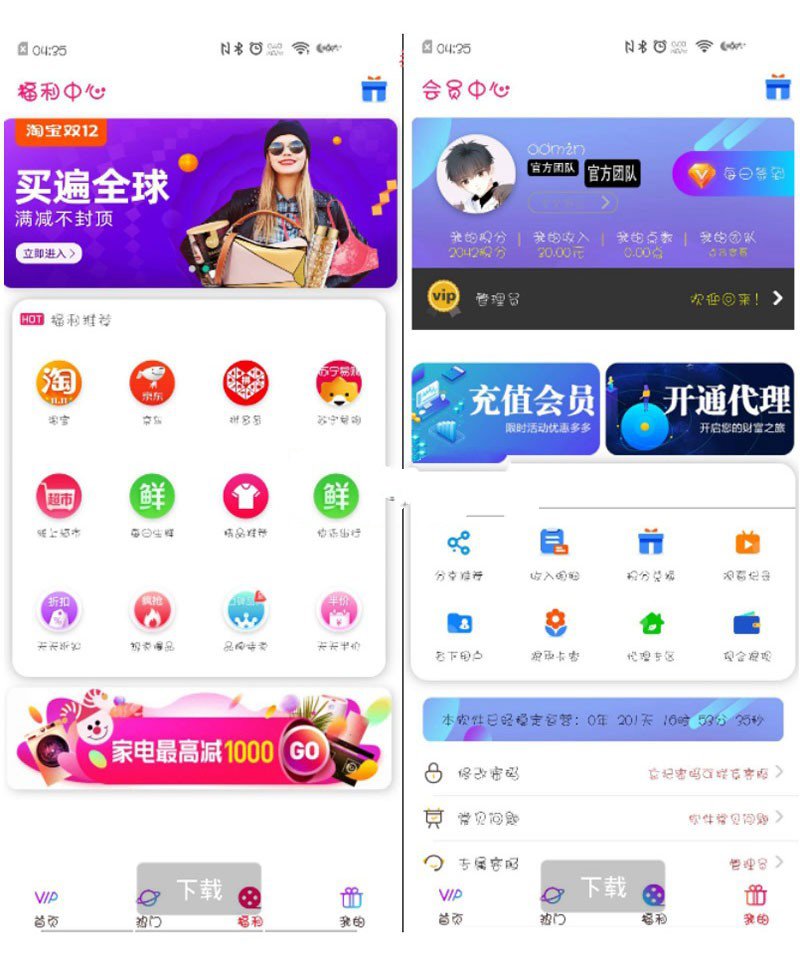 04:35
福利中心
淘宝双12
买遍全球
满减不封顶
立即进入
HOT 福利推荐
淘
11.11
京东
苏宁易购
淘宝
京东
拼多多
苏宁易购
超市
鲜
鲜
线上超市
每日生鲜
精品推荐
快乐出行
折扣
疯抢
口碑品
半价
天天折扣
品牌特卖
天天半价
家电最高减1000 GO
下载
VIP
首页
热门
福利
我的
04:35
会员中心
admin
官方团队 官方团队
每日签到
我的积分 | 我的收入 | 我的点数 | 我的团队
2042积分 20.00元 0.00点 点击查看
vip 管理员 欢迎回来!
充值会员
限时活动优惠多多
开通代理
开启您的财富之旅
分享推荐
收入明细
积分兑换
观看记录
名下用户
代理专区
现金提现
本软件已经稳定运营: 0年 201天 16时 53分 35秒
修改密码 忘记密码可联系客服
常见问题 软件常见问题
专属客服 管理员
下载
VIP
首页
热门
福利
我的